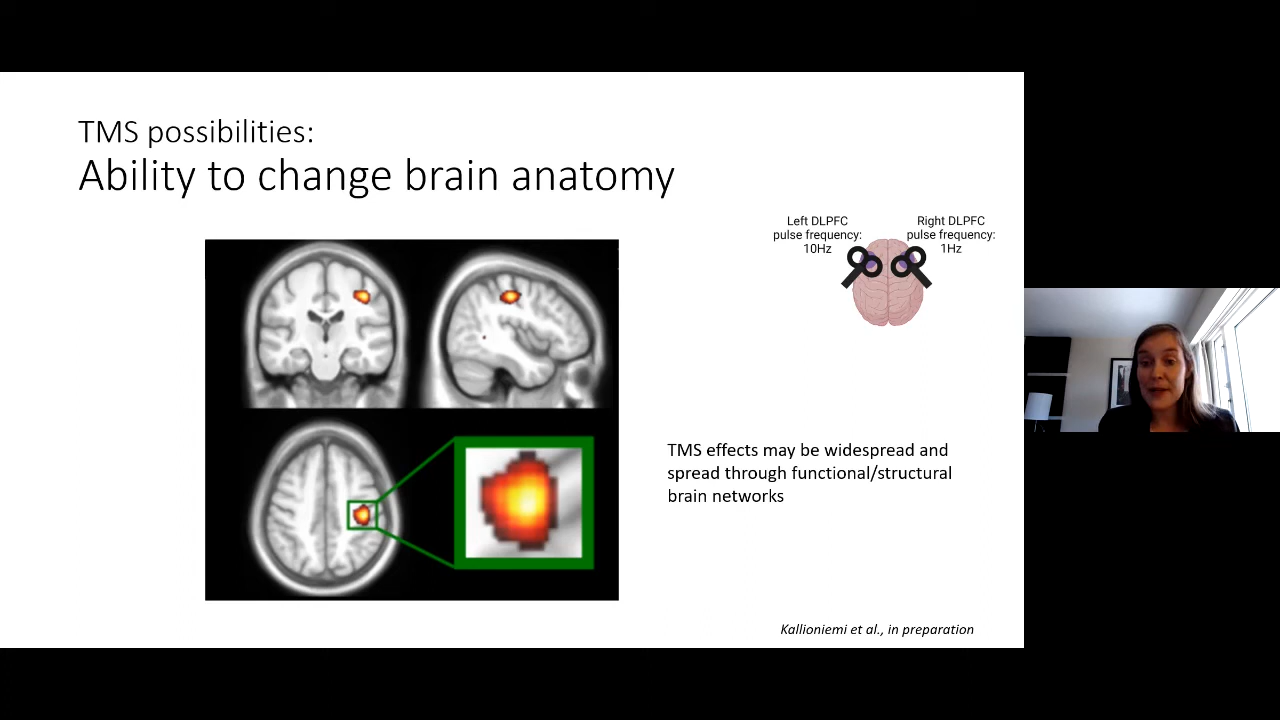 TMS possibilities:
Ability to change brain anatomy
Left DLPFC
pulse frequency:
10Hz
Right DLPFC
pulse frequency:
1Hz
TMS effects may be widespread and
spread through functional/structural
brain networks
Kallioniemi et al., in preparation